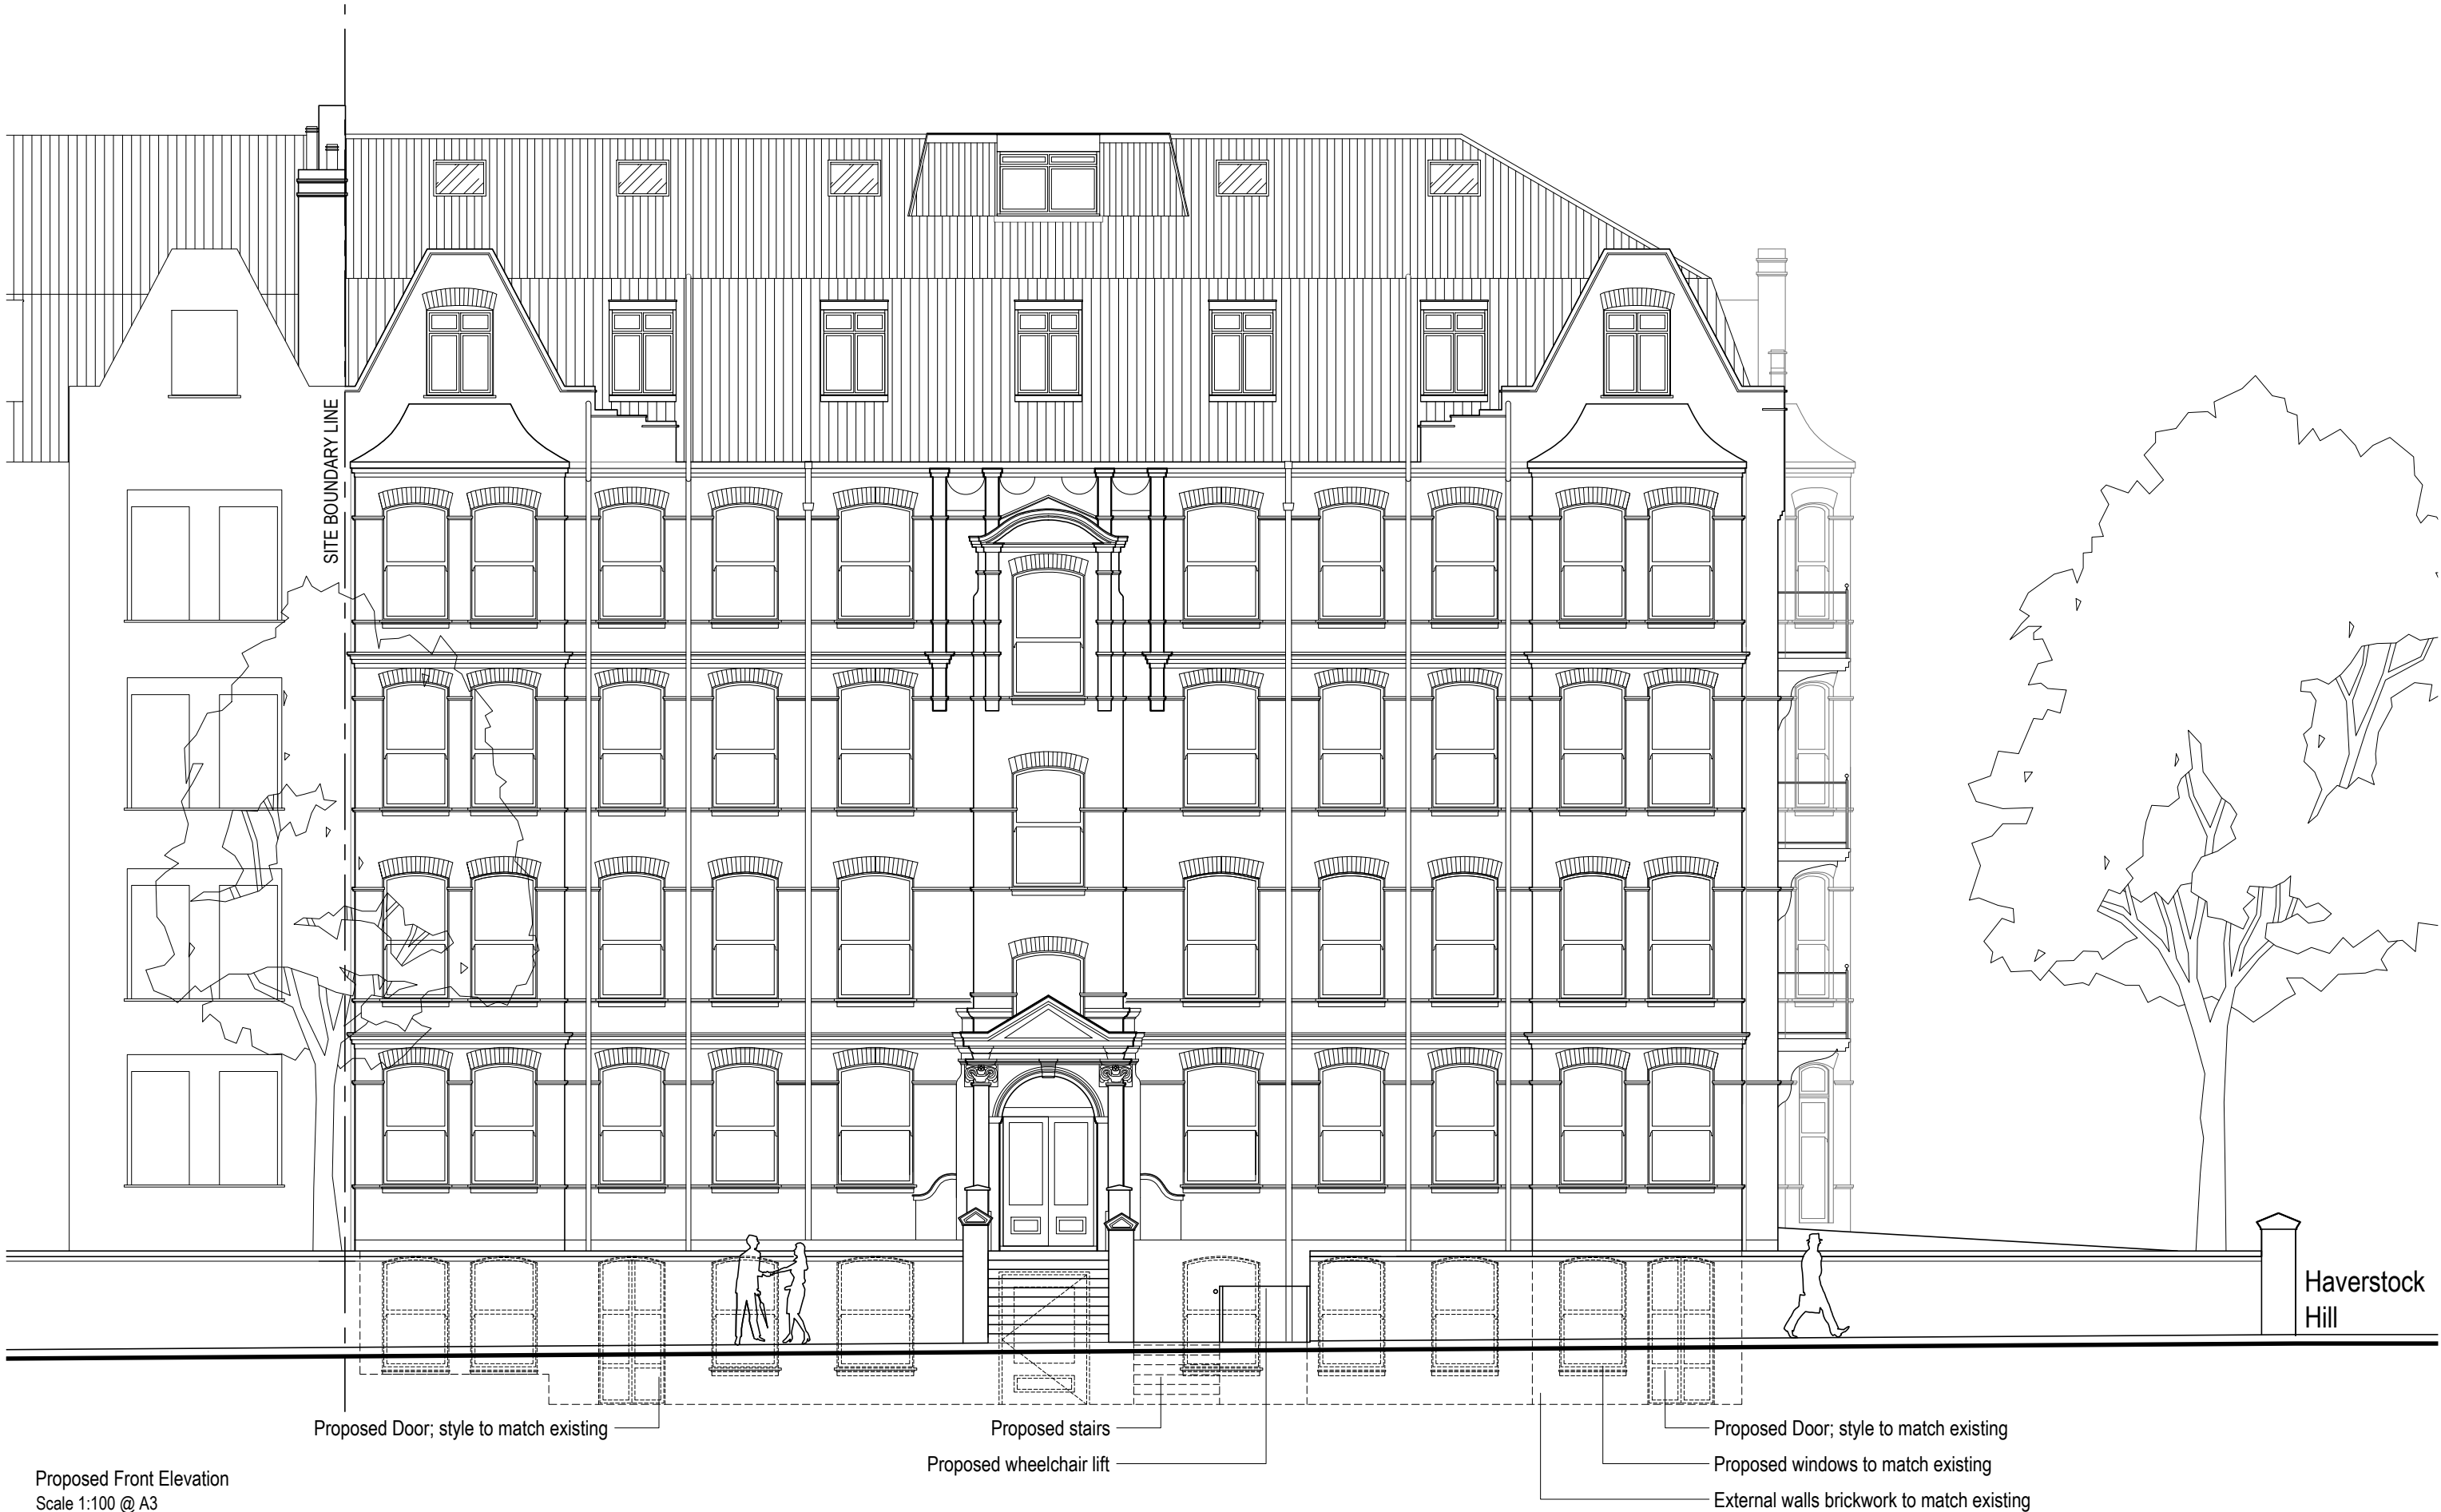 SITE BOUNDARY LINE
Haverstock
Hill
Proposed Door; style to match existing
Proposed stairs
Proposed Door; style to match existing
Proposed wheelchair lift
Proposed windows to match existing
External walls brickwork to match existing
Proposed Front Elevation
Scale 1:100 @ A3